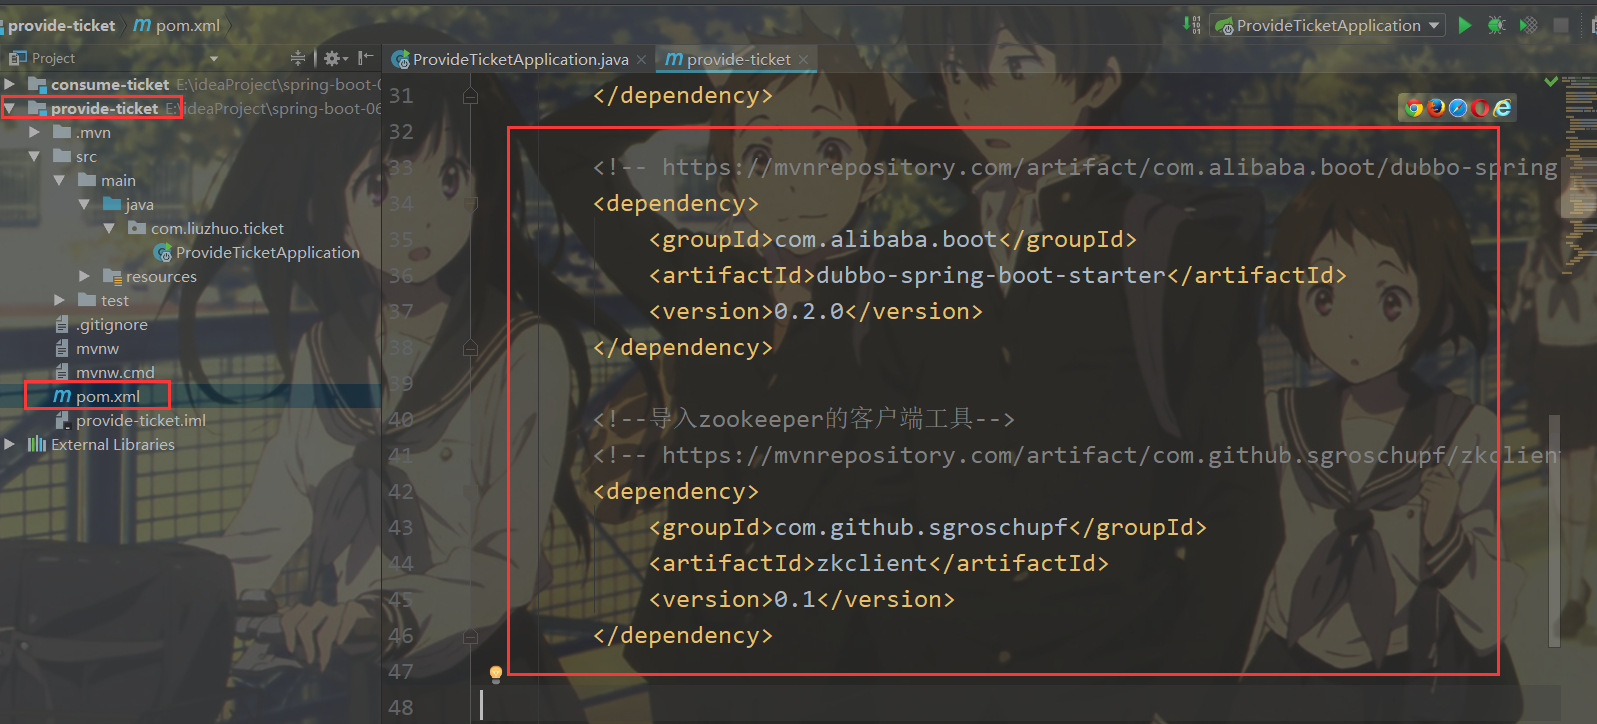 provide-ticket
pom.xml
ProvideTicketApplication
Project
ProvideTicketApplication.java
provide-ticket
consume-ticket E:\ideaProject\spring-boot-0
provide-ticket E:\ideaProject\spring-boot-06
.mvn
src
main
java
com.liuzhuo.ticket
ProvideTicketApplication
resources
test
.gitignore
mvnw
mvnw.cmd
pom.xml
provide-ticket.iml
External Libraries
31 </dependency>
32
33 <!-- https://mvnrepository.com/artifact/com.alibaba.boot/dubbo-spring
34 <dependency>
35 <groupId>com.alibaba.boot</groupId>
36 <artifactId>dubbo-spring-boot-starter</artifactId>
37 <version>0.2.0</version>
38 </dependency>
39
40 <!--导入zookeeper的客户端工具-->
41 <!-- https://mvnrepository.com/artifact/com.github.sgroschupf/zkclient
42 <dependency>
43 <groupId>com.github.sgroschupf</groupId>
44 <artifactId>zkclient</artifactId>
45 <version>0.1</version>
46 </dependency>
47
48